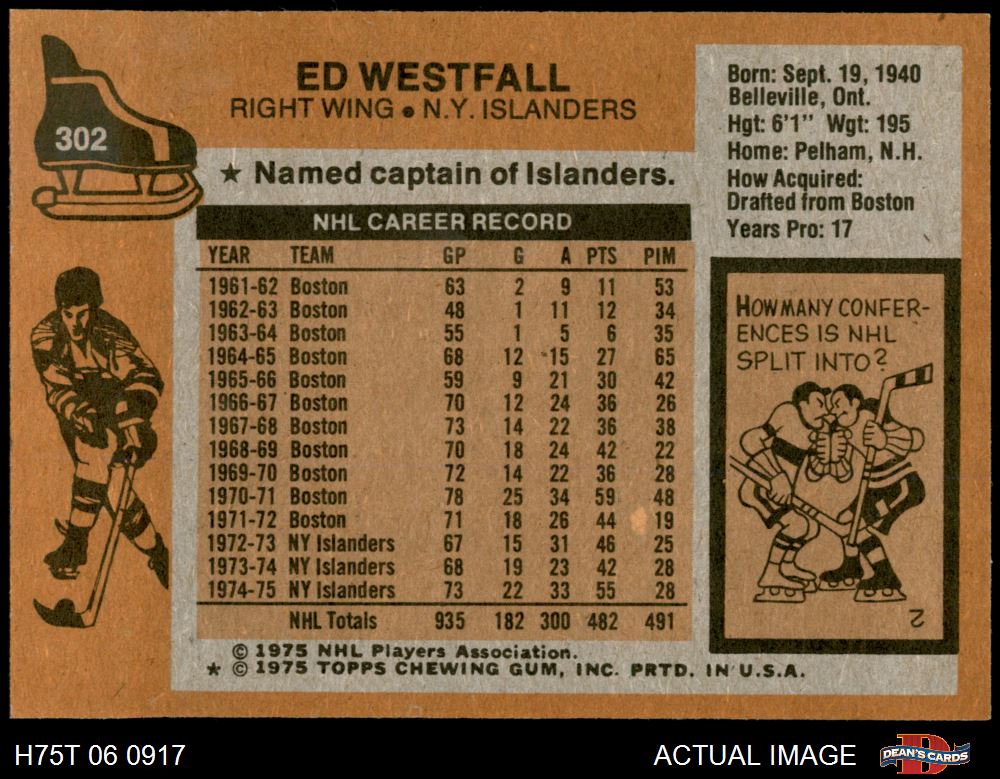 302
ED WESTFALL
RIGHT WING • N.Y. ISLANDERS
★ Named captain of Islanders.
NHL CAREER RECORD
YEAR TEAM GP G A PTS PIM
1961-62 Boston 63 2 9 11 53
1962-63 Boston 48 1 11 12 34
1963-64 Boston 55 1 5 6 35
1964-65 Boston 68 12 15 27 65
1965-66 Boston 59 9 21 30 42
1966-67 Boston 70 12 24 36 26
1967-68 Boston 73 14 22 36 38
1968-69 Boston 70 18 24 42 22
1969-70 Boston 72 14 22 36 28
1970-71 Boston 78 25 34 59 48
1971-72 Boston 71 18 26 44 19
1972-73 NY Islanders 67 15 31 46 25
1973-74 NY Islanders 68 19 23 42 28
1974-75 NY Islanders 73 22 33 55 28
NHL Totals 935 182 300 482 491
© 1975 NHL Players Association.
★ © 1975 TOPPS CHEWING GUM, INC. PRTD. IN U.S.A.
Born: Sept. 19, 1940
Belleville, Ont.
Hgt: 6'1" Wgt: 195
Home: Pelham, N.H.
How Acquired:
Drafted from Boston
Years Pro: 17
HOW MANY CONFER-
ENCES IS NHL
SPLIT INTO?
2
H75T 06 0917
ACTUAL IMAGE
DEAN'S CARDS